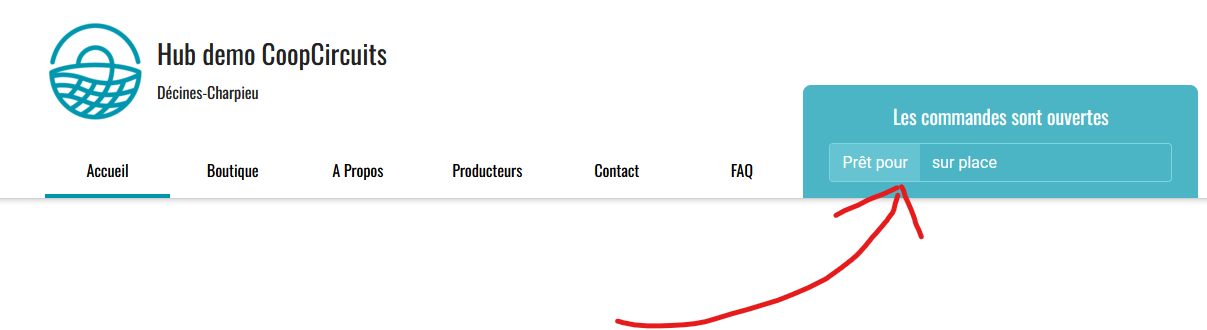 Hub demo CoopCircuits
Décines-Charpieu
Les commandes sont ouvertes
Prêt pour sur place
Accueil Boutique A Propos Producteurs Contact FAQ